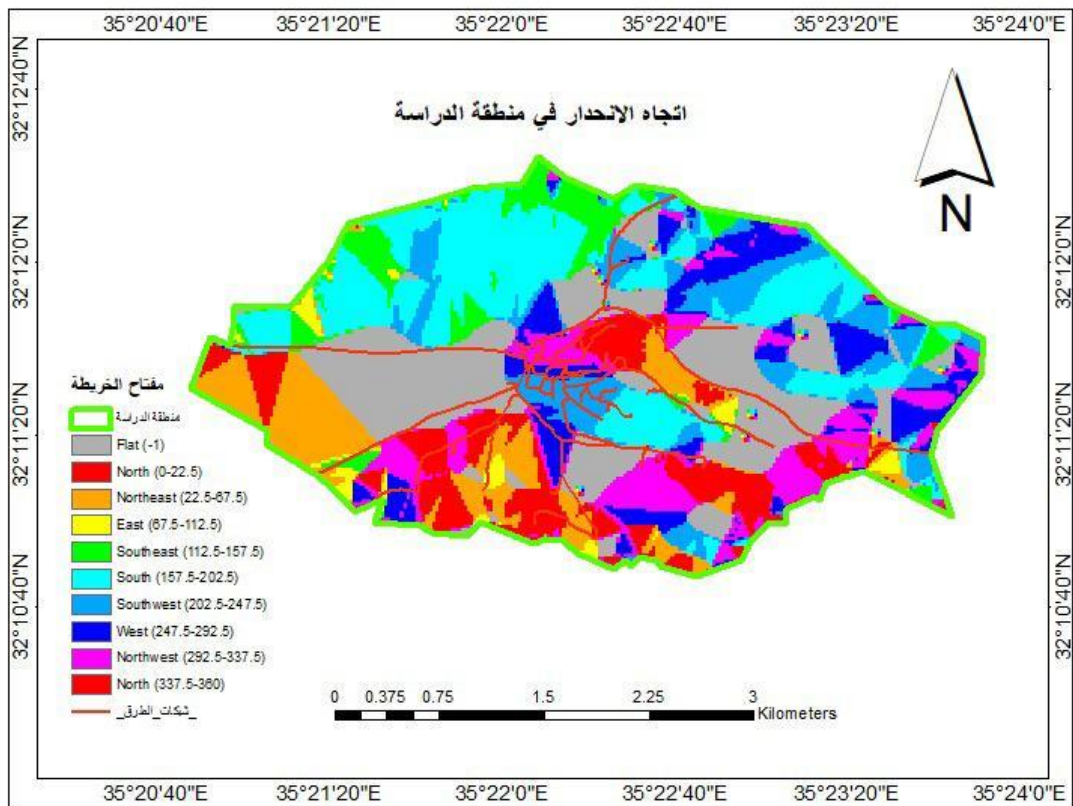 35°20'40"E 35°21'20"E 35°22'0"E 35°22'40"E 35°23'20"E 35°24'0"E
32°12'40"N
32°12'0"N
32°11'20"N
32°10'40"N
اتجاه الانحدار في منطقة الدراسة
N
32°12'40"N
32°12'0"N
32°11'20"N
32°10'40"N
مفتاح الخريطة
منطقة الدراسة
Flat (-1)
North (0-22.5)
Northeast (22.5-67.5)
East (67.5-112.5)
Southeast (112.5-157.5)
South (157.5-202.5)
Southwest (202.5-247.5)
West (247.5-292.5)
Northwest (292.5-337.5)
North (337.5-360)
_شبكات_الطرق_
0 0.375 0.75 1.5 2.25 3
Kilometers
35°20'40"E 35°21'20"E 35°22'0"E 35°22'40"E 35°23'20"E 35°24'0"E